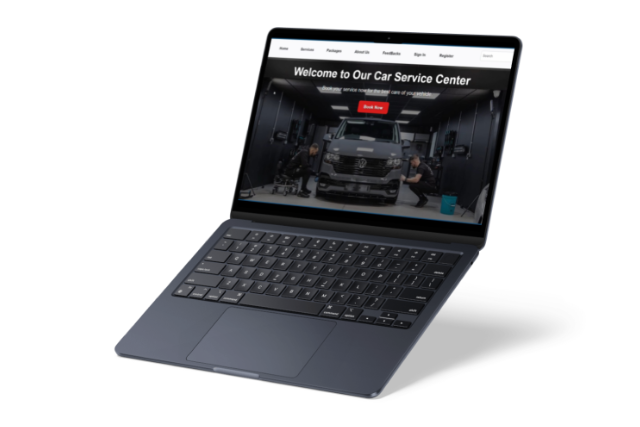 Home Services Packages About Us FeedBacks Sign In Register Search
Welcome to Our Car Service Center
Book your service now for the best care of your vehicle.
Book Now